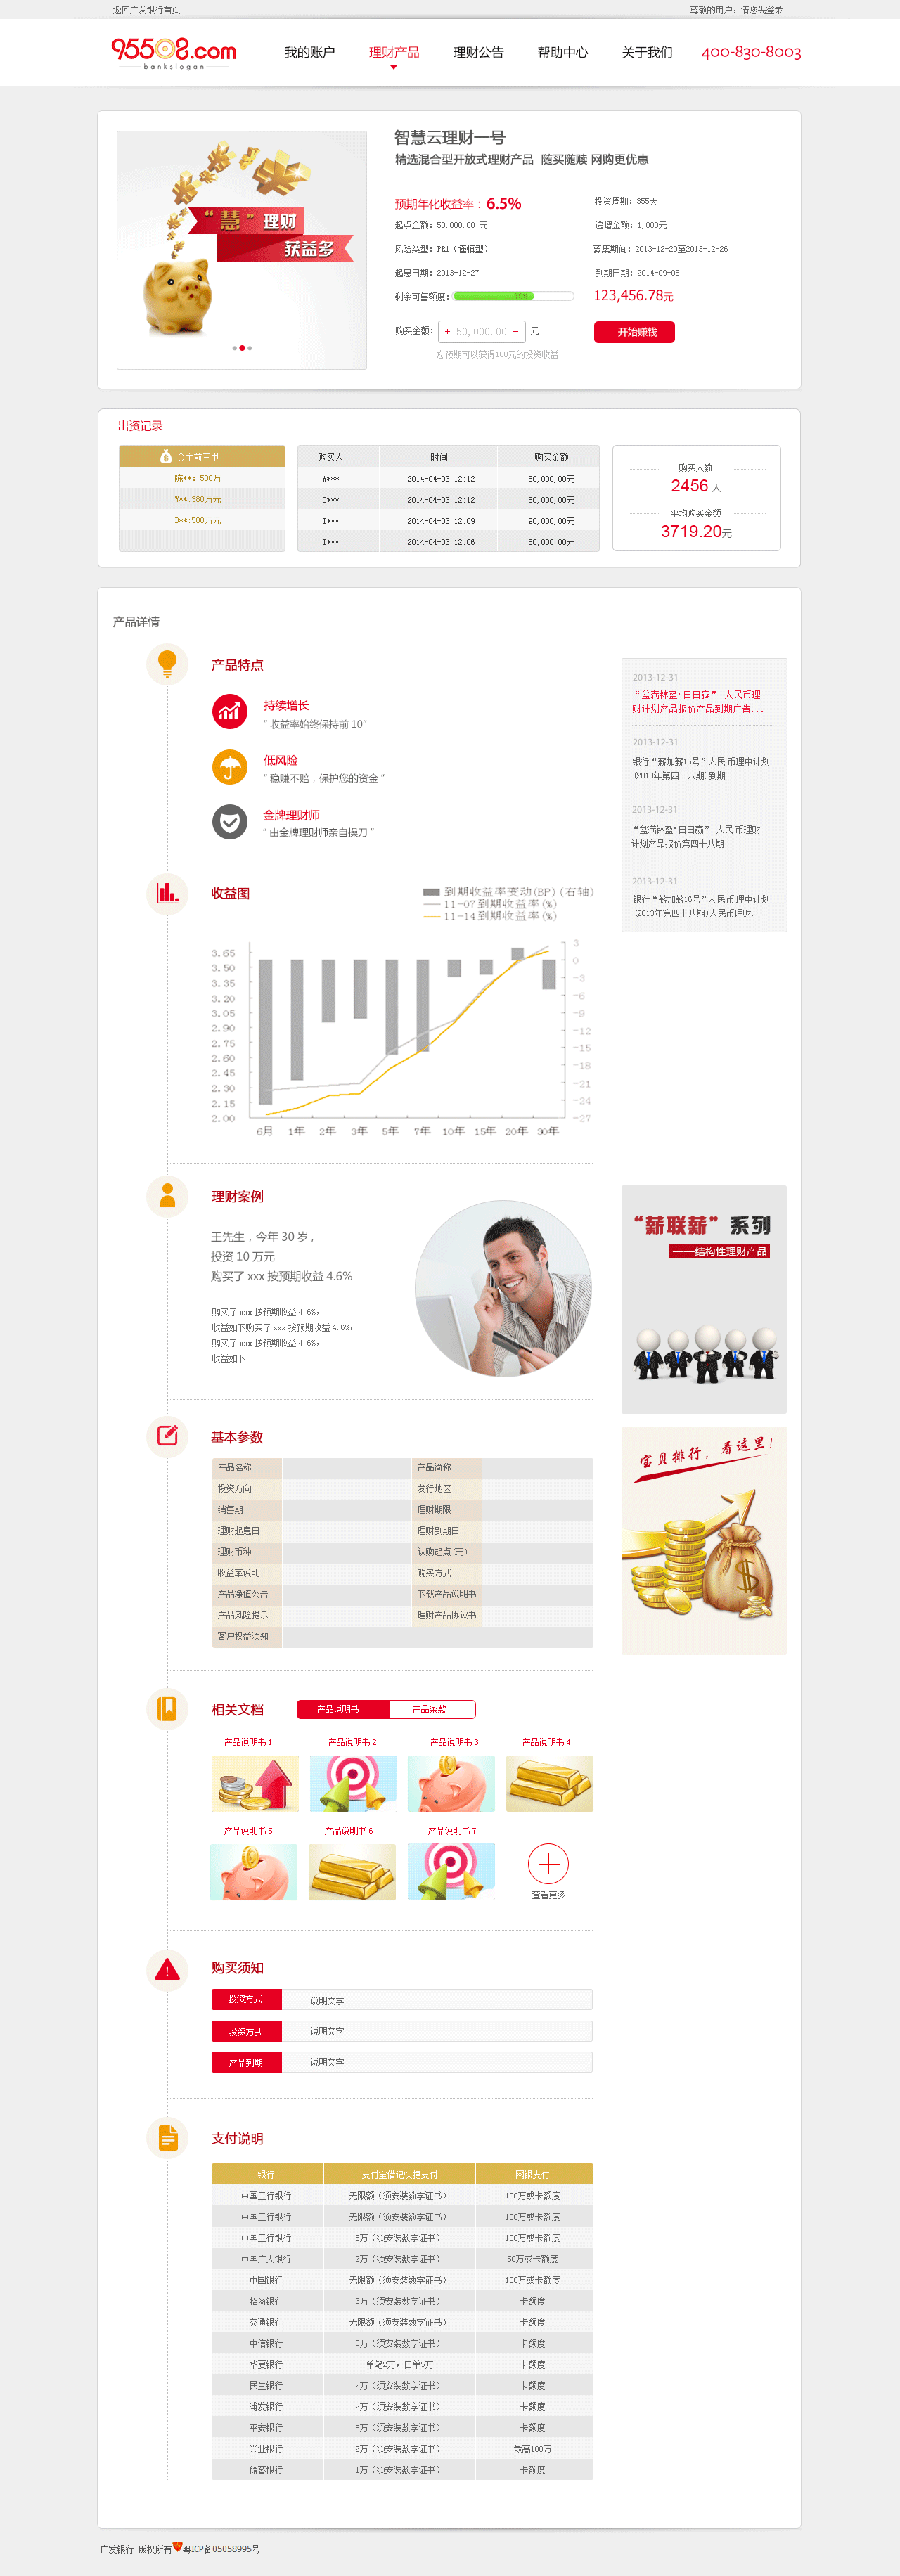 返回广发银行首页
尊敬的用户，请您先登录
95508.com
bankslogan
我的账户 理财产品 理财公告 帮助中心 关于我们 400-830-8003
“慧”理财
获益多
智慧云理财一号
精选混合型开放式理财产品 随买随赎 网购更优惠
预期年化收益率：6.5%
投资周期：355天
起点金额：50,000.00 元
递增金额：1,000元
风险类型：PR1（谨慎型）
募集期间：2013-12-20至2013-12-26
起息日期：2013-12-27
到期日期：2014-09-08
剩余可售额度：70%
123,456.78元
购买金额：+ 50,000.00 - 元
开始赚钱
您预期可以获得100元的投资收益
出资记录
金主前三甲
陈**：500万
W**:380万元
D**:580万元
购买人 时间 购买金额
W*** 2014-04-03 12:12 50,000,00元
C*** 2014-04-03 12:12 50,000,00元
T*** 2014-04-03 12:09 90,000,00元
I*** 2014-04-03 12:06 50,000,00元
购买人数
2456 人
平均购买金额
3719.20元
产品详情
产品特点
持续增长
“收益率始终保持前 10”
低风险
“稳赚不赔，保护您的资金”
金牌理财师
“由金牌理财师亲自操刀”
2013-12-31
“盆满钵盈·日日赢” 人民币理
财计划产品报价产品到期广告...
2013-12-31
银行“薪加薪16号”人民币理中计划
(2013年第四十八期)到期
2013-12-31
“盆满钵盈·日日赢” 人民币理财
计划产品报价第四十八期
2013-12-31
银行“薪加薪16号”人民币理中计划
(2013年第四十八期)人民币理财...
收益图
到期收益率变动(BP)（右轴）
11-07到期收益率(%)
11-14到期收益率(%)
3.65
3.50
3.35
3.20
3.05
2.90
2.75
2.60
2.45
2.30
2.15
2.00
3
0
-3
-6
-9
-12
-15
-18
-21
-24
-27
6月 1年 2年 3年 5年 7年 10年 15年 20年 30年
理财案例
王先生，今年 30 岁，
投资 10 万元
购买了 xxx 按预期收益 4.6%
购买了 xxx 按预期收益 4.6%，
收益如下购买了 xxx 按预期收益 4.6%，
购买了 xxx 按预期收益 4.6%，
收益如下
“薪联薪”系列
——结构性理财产品
宝贝排行，看这里！
基本参数
产品名称 产品简称
投资方向 发行地区
销售期 理财期限
理财起息日 理财到期日
理财币种 认购起点(元)
收益率说明 购买方式
产品净值公告 下载产品说明书
产品风险提示 理财产品协议书
客户权益须知
相关文档
产品说明书 产品条款
产品说明书 1 产品说明书 2 产品说明书 3 产品说明书 4
产品说明书 5 产品说明书 6 产品说明书 7
查看更多
购买须知
投资方式 说明文字
投资方式 说明文字
产品到期 说明文字
支付说明
银行 支付宝借记快捷支付 网银支付
中国工行银行 无限额（须安装数字证书） 100万或卡额度
中国工行银行 无限额（须安装数字证书） 100万或卡额度
中国工行银行 5万（须安装数字证书） 100万或卡额度
中国广大银行 2万（须安装数字证书） 50万或卡额度
中国银行 无限额（须安装数字证书） 100万或卡额度
招商银行 3万（须安装数字证书） 卡额度
交通银行 无限额（须安装数字证书） 卡额度
中信银行 5万（须安装数字证书） 卡额度
华夏银行 单笔2万，日单5万 卡额度
民生银行 2万（须安装数字证书） 卡额度
浦发银行 2万（须安装数字证书） 卡额度
平安银行 5万（须安装数字证书） 卡额度
兴业银行 2万（须安装数字证书） 最高100万
储蓄银行 1万（须安装数字证书） 卡额度
广发银行 版权所有 粤ICP备05058995号